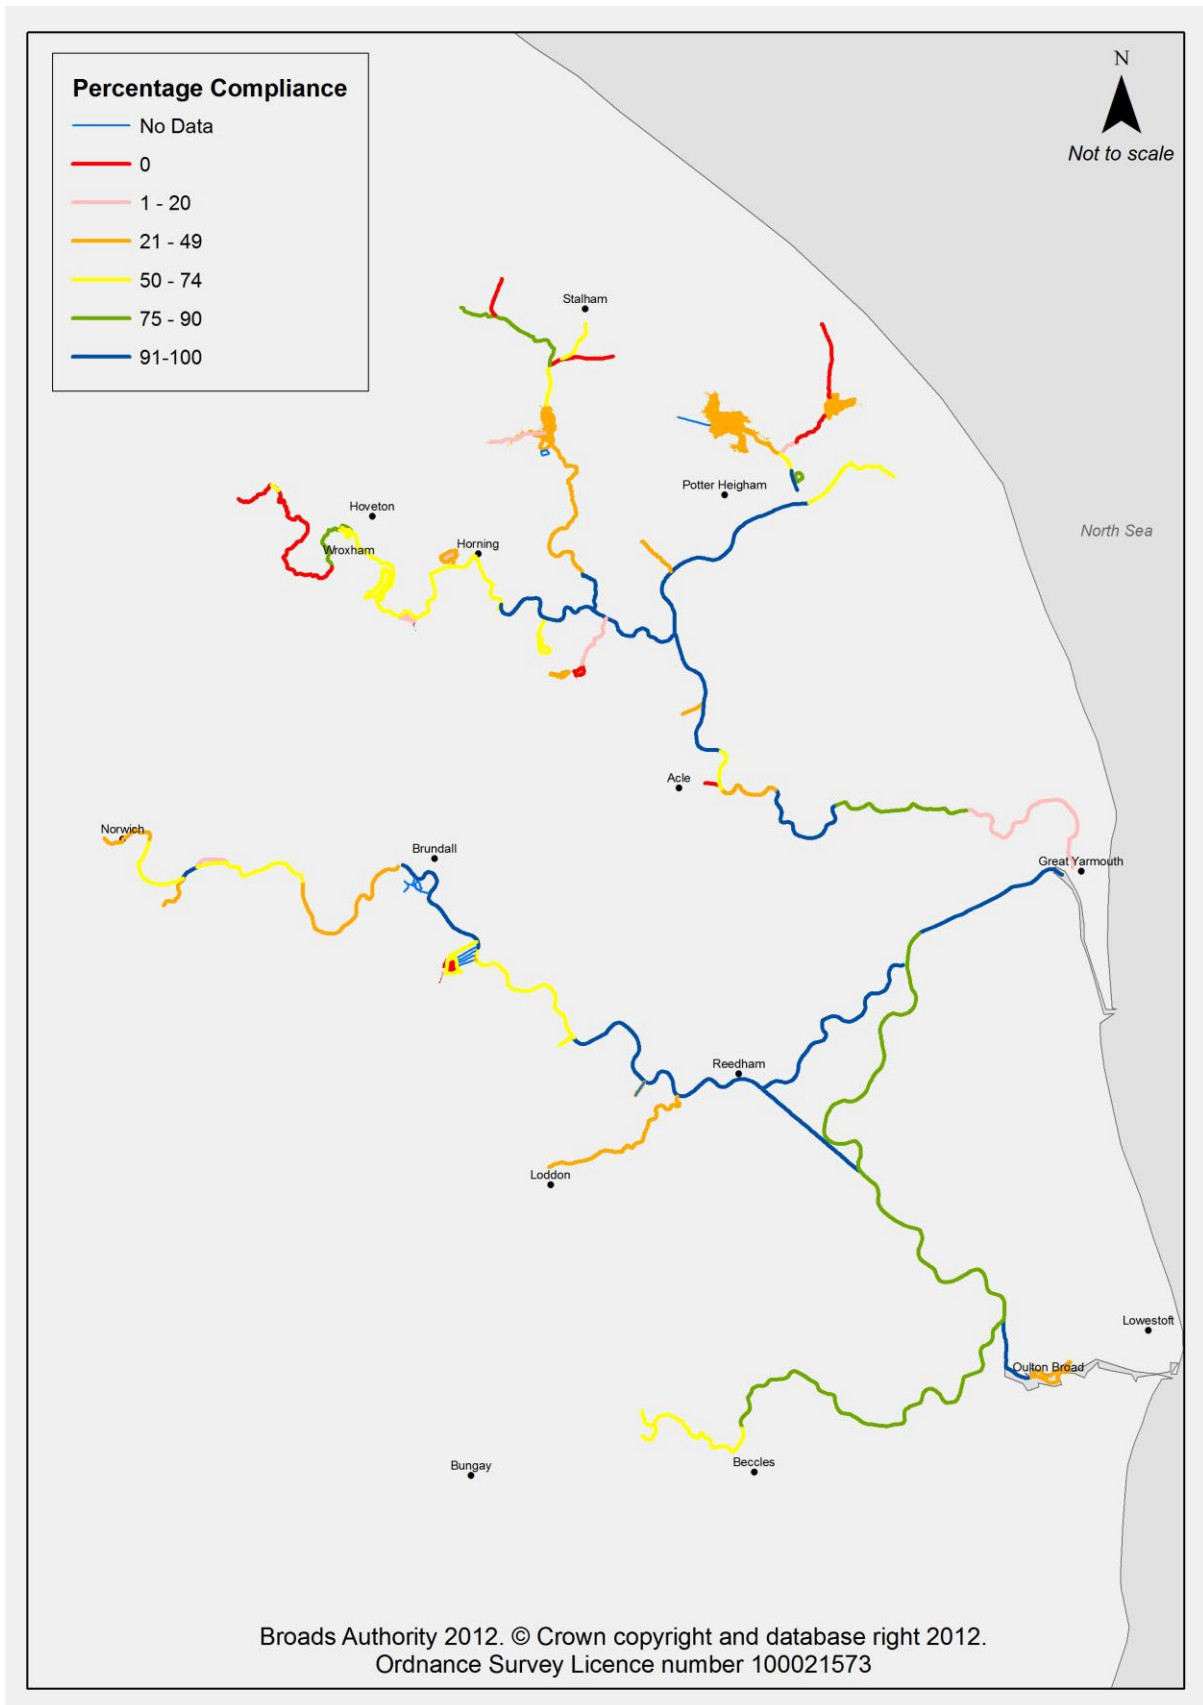 Percentage Compliance
No Data
0
1 - 20
21 - 49
50 - 74
75 - 90
91-100
N
Not to scale
Stalham
Potter Heigham
Hoveton
North Sea
Wroxham
Horning
Acle
Norwich
Brundall
Great Yarmouth
Reedham
Loddon
Lowestoft
Oulton Broad
Beccles
Bungay
Broads Authority 2012. © Crown copyright and database right 2012.
Ordnance Survey Licence number 100021573